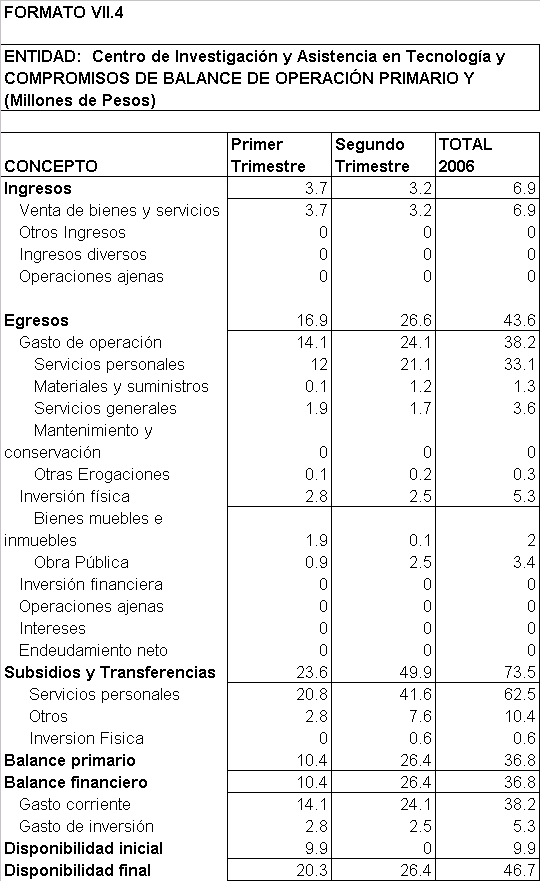 FORMATO VII.4
ENTIDAD: Centro de Investigación y Asistencia en Tecnología y
COMPROMISOS DE BALANCE DE OPERACIÓN PRIMARIO Y
(Millones de Pesos)
CONCEPTO Primer Trimestre Segundo Trimestre TOTAL 2006
Ingresos 3.7 3.2 6.9
Venta de bienes y servicios 3.7 3.2 6.9
Otros Ingresos 0 0 0
Ingresos diversos 0 0 0
Operaciones ajenas 0 0 0
Egresos 16.9 26.6 43.6
Gasto de operación 14.1 24.1 38.2
Servicios personales 12 21.1 33.1
Materiales y suministros 0.1 1.2 1.3
Servicios generales 1.9 1.7 3.6
Mantenimiento y
conservación 0 0 0
Otras Erogaciones 0.1 0.2 0.3
Inversión física 2.8 2.5 5.3
Bienes muebles e
inmuebles 1.9 0.1 2
Obra Pública 0.9 2.5 3.4
Inversión financiera 0 0 0
Operaciones ajenas 0 0 0
Intereses 0 0 0
Endeudamiento neto 0 0 0
Subsidios y Transferencias 23.6 49.9 73.5
Servicios personales 20.8 41.6 62.5
Otros 2.8 7.6 10.4
Inversion Fisica 0 0.6 0.6
Balance primario 10.4 26.4 36.8
Balance financiero 10.4 26.4 36.8
Gasto corriente 14.1 24.1 38.2
Gasto de inversión 2.8 2.5 5.3
Disponibilidad inicial 9.9 0 9.9
Disponibilidad final 20.3 26.4 46.7